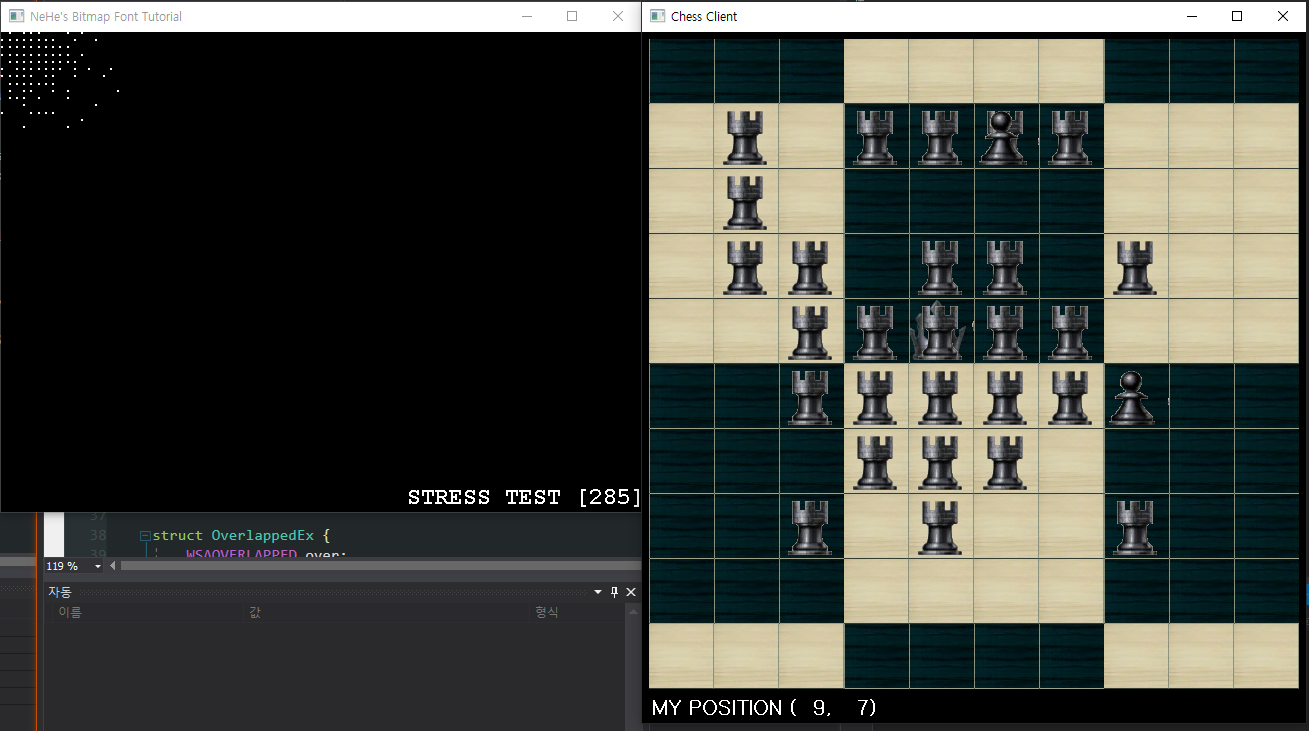 NeHe's Bitmap Font Tutorial
STRESS TEST [285]
37
38 struct OverlappedEx {
39 WSAOVERLAPPED over;
119 %
자동
이름 값 형식
Chess Client
MY POSITION ( 9, 7)